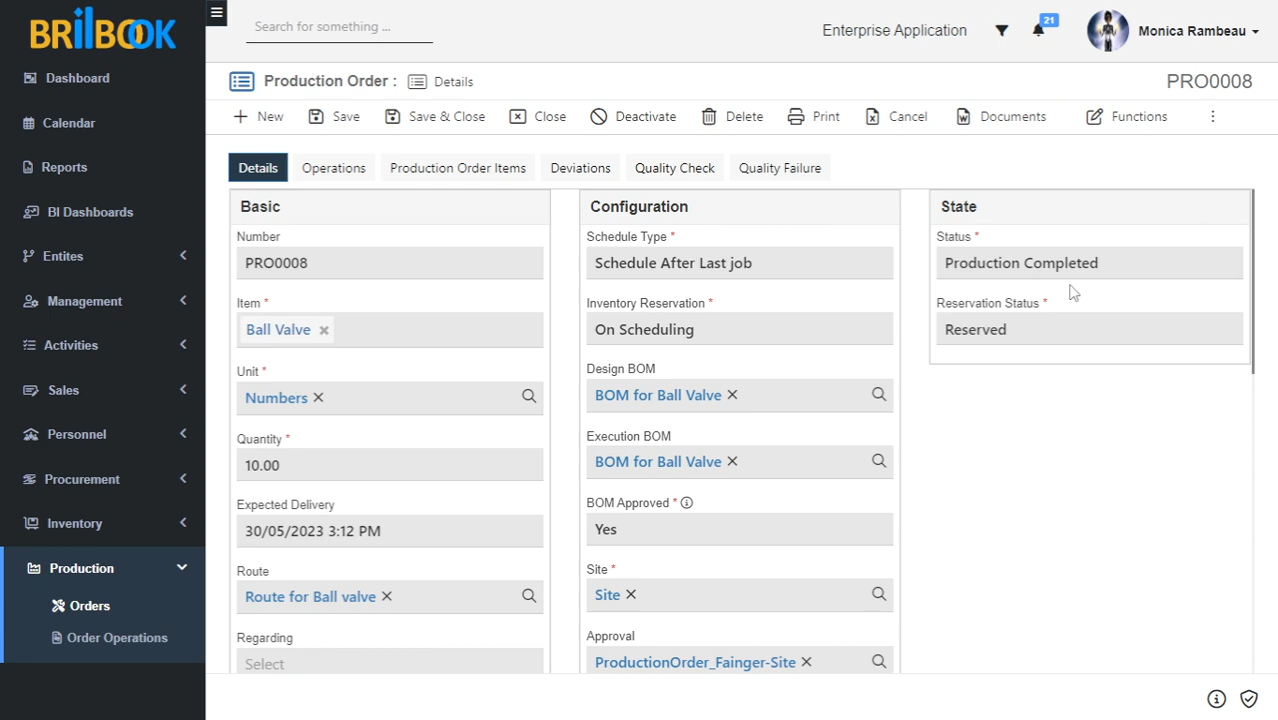 BRilBOOK
Search for something ...
Enterprise Application
21
Monica Rambeau
Dashboard
Calendar
Reports
BI Dashboards
Entites
Management
Activities
Sales
Personnel
Procurement
Inventory
Production
Orders
Order Operations
Production Order :
Details
PRO0008
New
Save
Save & Close
Close
Deactivate
Delete
Print
Cancel
Documents
Functions
Details
Operations
Production Order Items
Deviations
Quality Check
Quality Failure
Basic
Number
PRO0008
Item *
Ball Valve ×
Unit *
Numbers ×
Quantity *
10.00
Expected Delivery
30/05/2023 3:12 PM
Route
Route for Ball valve ×
Regarding
Select
Configuration
Schedule Type *
Schedule After Last job
Inventory Reservation *
On Scheduling
Design BOM
BOM for Ball Valve ×
Execution BOM
BOM for Ball Valve ×
BOM Approved *
Yes
Site *
Site ×
Approval
ProductionOrder_Fainger-Site ×
State
Status *
Production Completed
Reservation Status *
Reserved